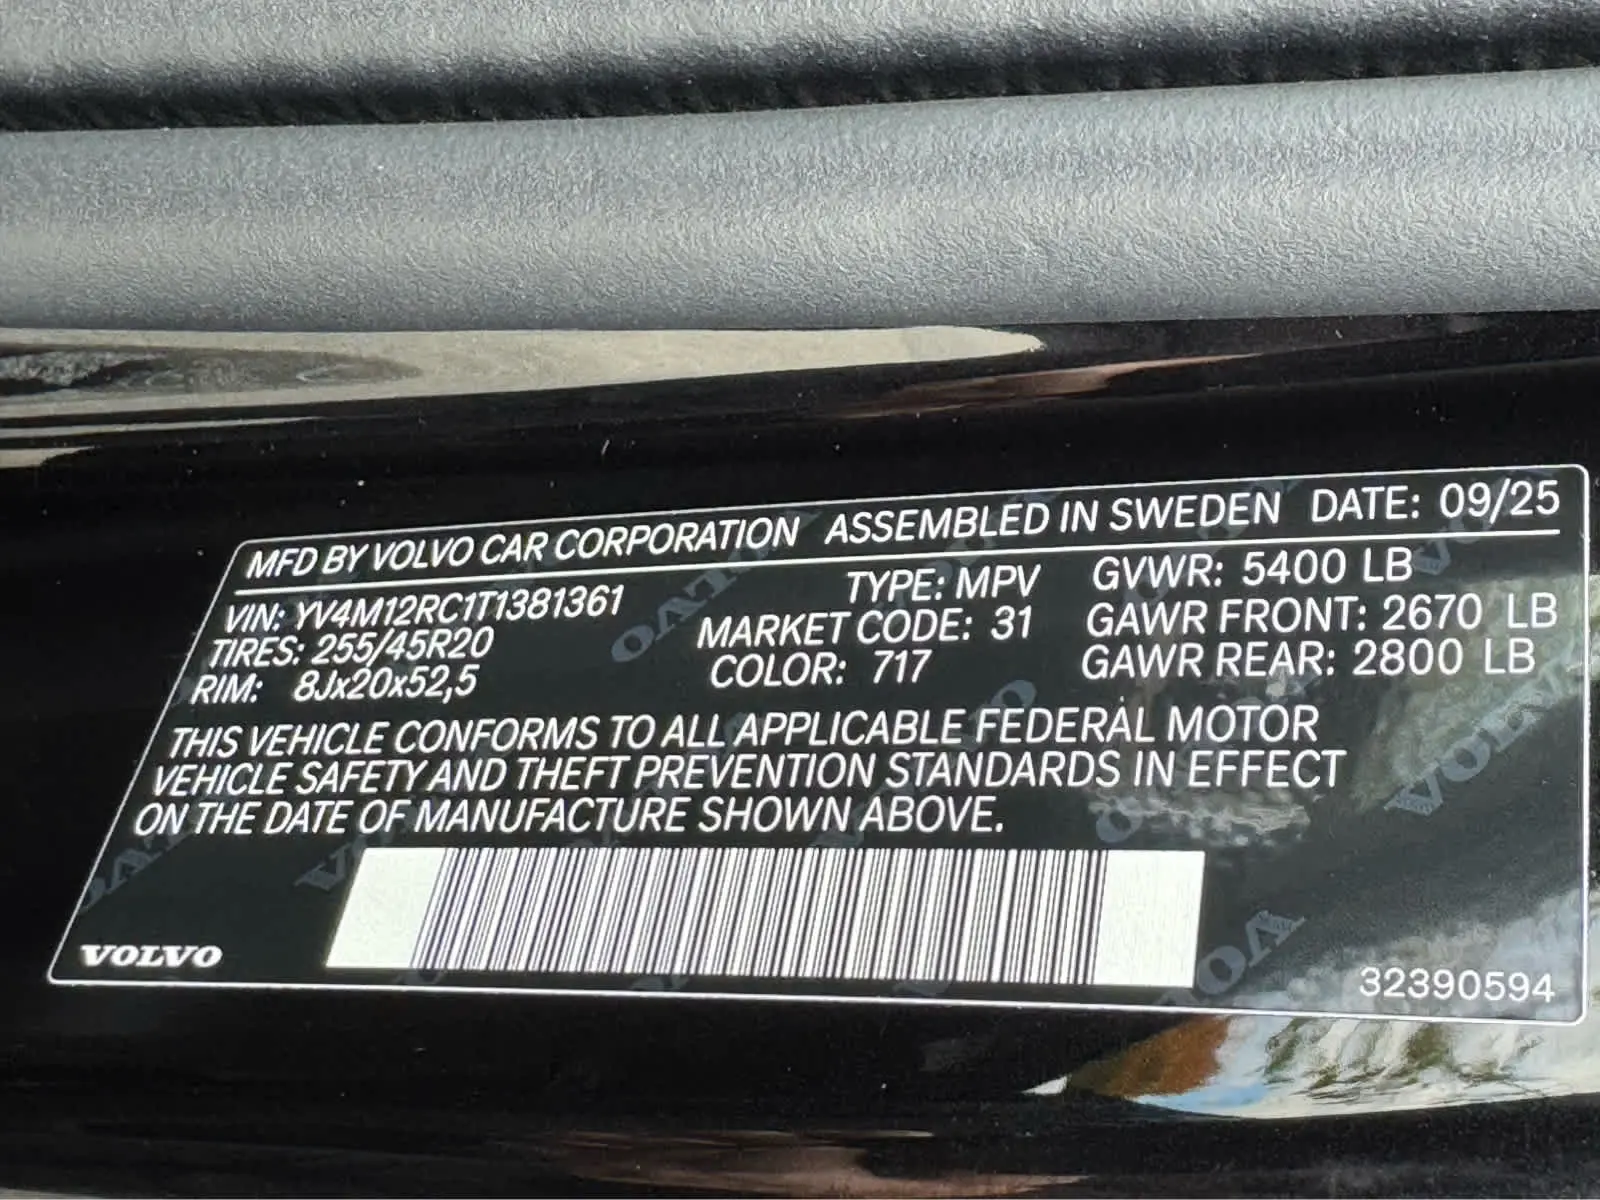 MFD BY VOLVO CAR CORPORATION ASSEMBLED IN SWEDEN DATE: 09/25
VIN: YV4M12RC1T1381361 TYPE: MPV GVWR: 5400 LB
TIRES: 255/45R20 MARKET CODE: 31 GAWR FRONT: 2670 LB
RIM: 8Jx20x52,5 COLOR: 717 GAWR REAR: 2800 LB
THIS VEHICLE CONFORMS TO ALL APPLICABLE FEDERAL MOTOR
VEHICLE SAFETY AND THEFT PREVENTION STANDARDS IN EFFECT
ON THE DATE OF MANUFACTURE SHOWN ABOVE.
VOLVO 32390594